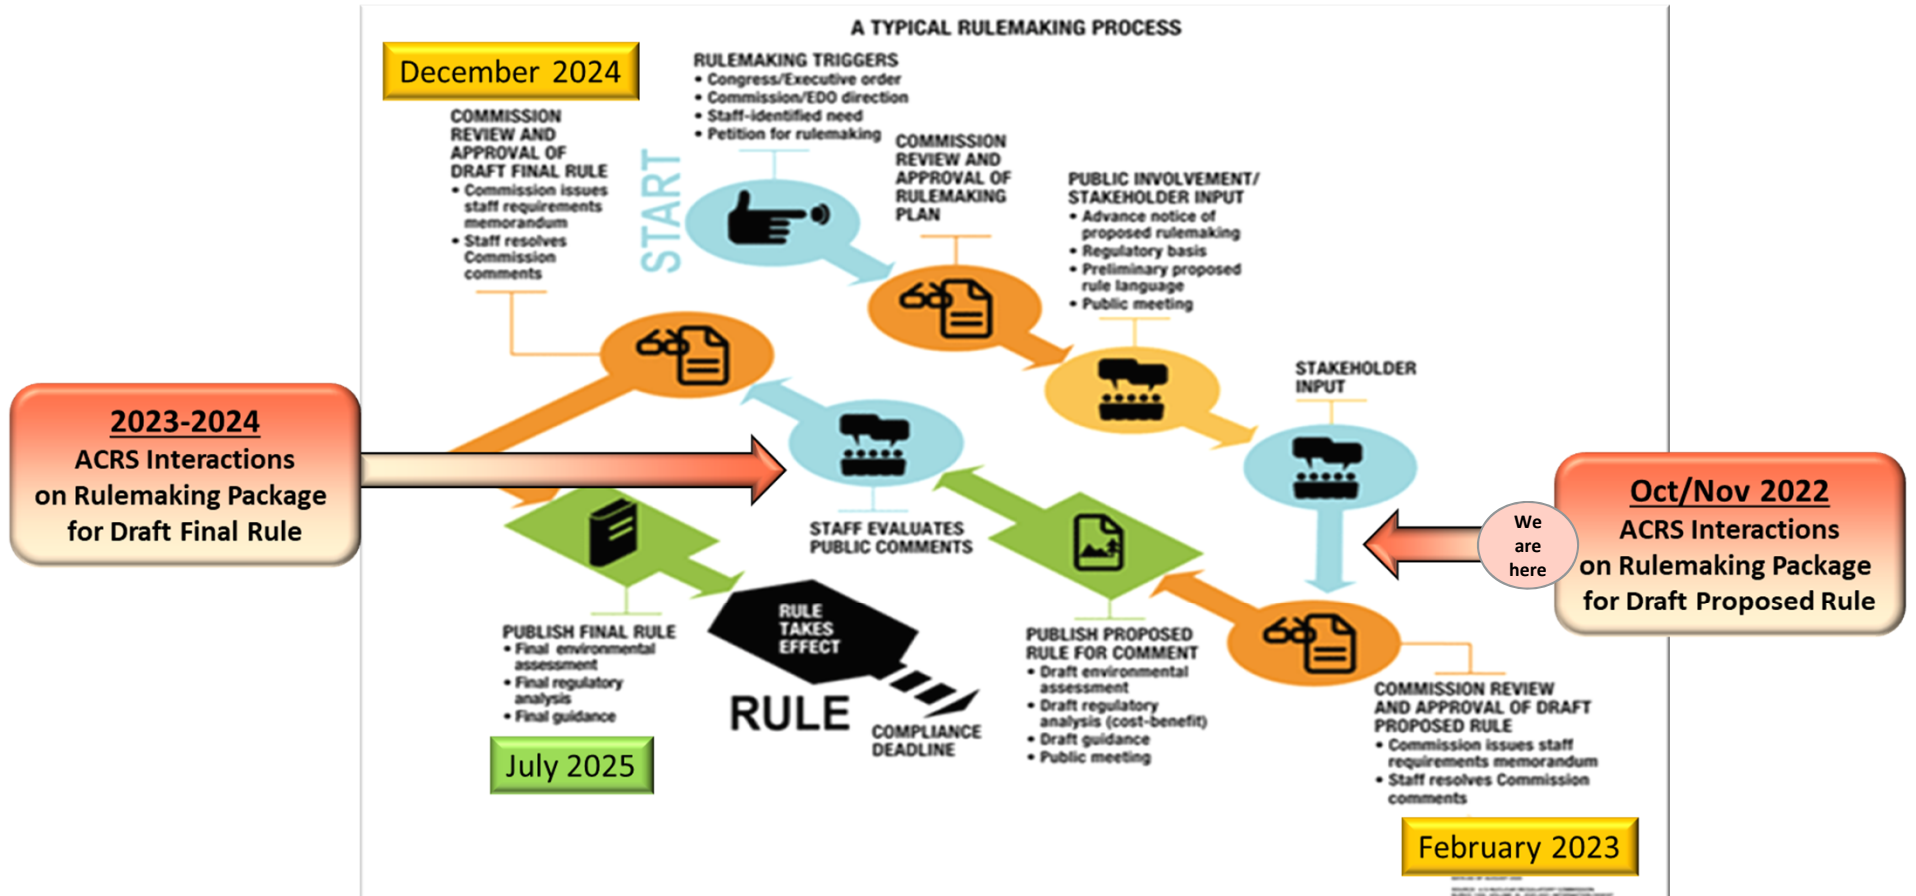 A TYPICAL RULEMAKING PROCESS
December 2024
COMMISSION
REVIEW AND
APPROVAL OF
DRAFT FINAL RULE
• Commission issues
staff requirements
memorandum
• Staff resolves
Commission
comments
START
RULEMAKING TRIGGERS
• Congress/Executive order
• Commission/EDO direction
• Staff-identified need
• Petition for rulemaking
COMMISSION
REVIEW AND
APPROVAL OF
RULEMAKING
PLAN
PUBLIC INVOLVEMENT/
STAKEHOLDER INPUT
• Advance notice of
proposed rulemaking
• Regulatory basis
• Preliminary proposed
rule language
• Public meeting
STAKEHOLDER
INPUT
2023-2024
ACRS Interactions
on Rulemaking Package
for Draft Final Rule
We
are
here
Oct/Nov 2022
ACRS Interactions
on Rulemaking Package
for Draft Proposed Rule
STAFF EVALUATES
PUBLIC COMMENTS
PUBLISH FINAL RULE
• Final environmental
assessment
• Final regulatory
analysis
• Final guidance
July 2025
RULE
TAKES
EFFECT
RULE
COMPLIANCE
DEADLINE
PUBLISH PROPOSED
RULE FOR COMMENT
• Draft environmental
assessment
• Draft regulatory
analysis (cost-benefit)
• Draft guidance
• Public meeting
COMMISSION REVIEW
AND APPROVAL OF DRAFT
PROPOSED RULE
• Commission issues staff
requirements memorandum
• Staff resolves Commission
comments
February 2023